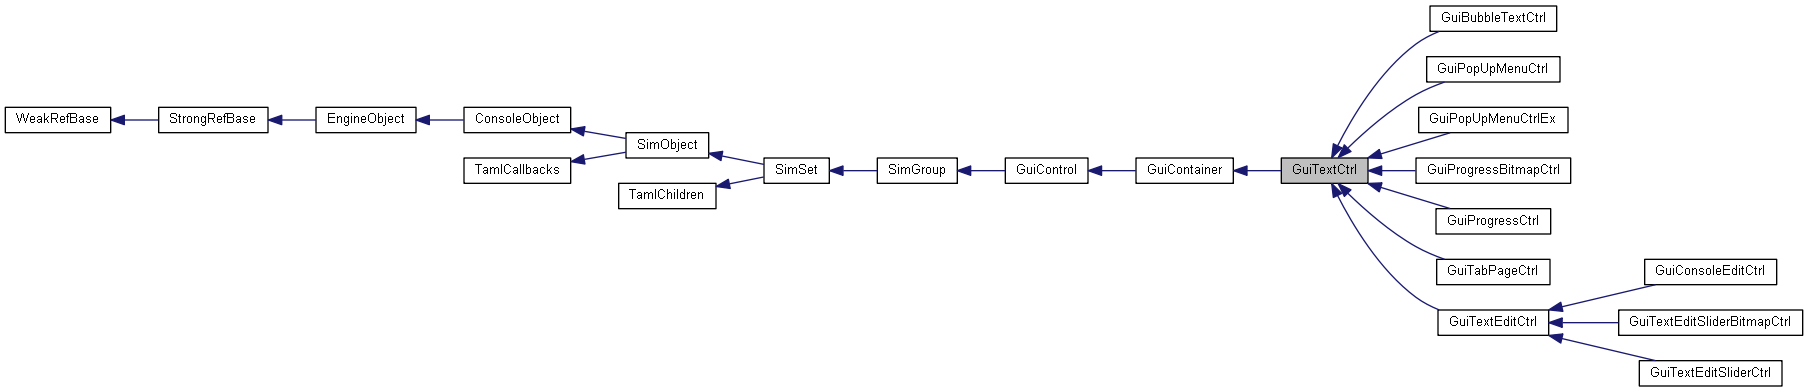 GuiBubbleTextCtrl
GuiPopUpMenuCtrl
WeakRefBase
StrongRefBase
EngineObject
ConsoleObject
GuiPopUpMenuCtrlEx
SimObject
TamlCallbacks
SimSet
SimGroup
GuiControl
GuiContainer
GuiTextCtrl
GuiProgressBitmapCtrl
TamlChildren
GuiProgressCtrl
GuiTabPageCtrl
GuiConsoleEditCtrl
GuiTextEditCtrl
GuiTextEditSliderBitmapCtrl
GuiTextEditSliderCtrl